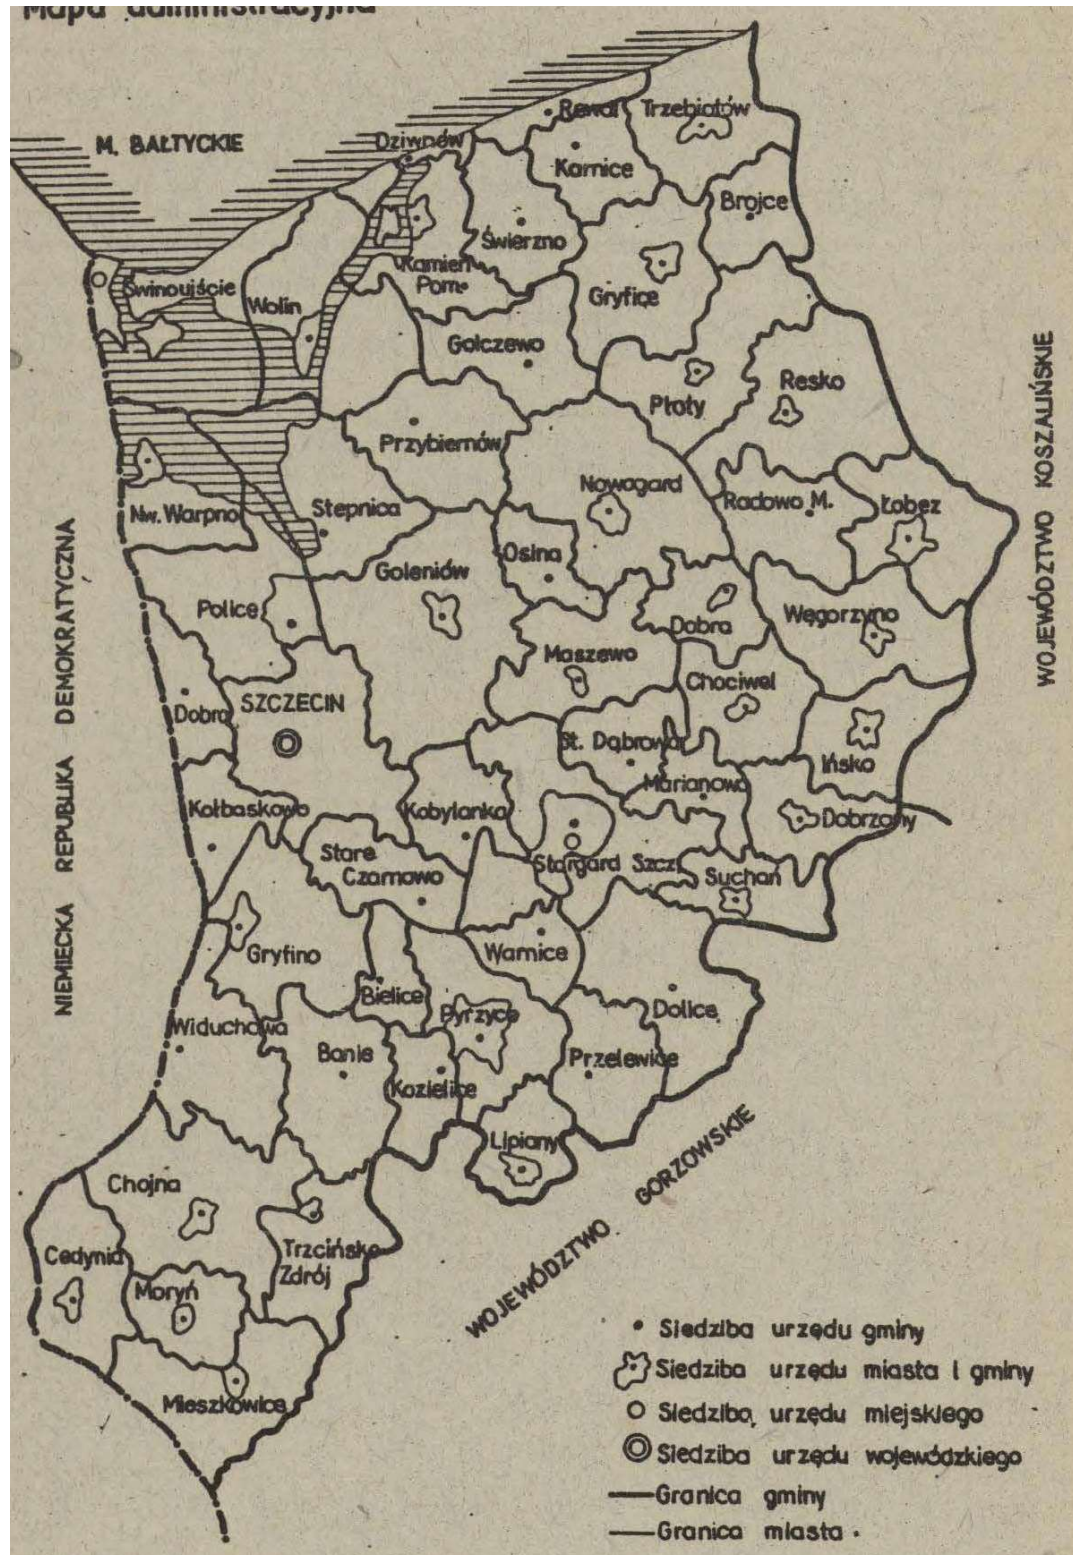 Mapa administracyjna
M. BAŁTYCKIE
Rewal
Trzebiatów
Dziwnów
Karnice
Brojce
Świerzno
Kamień
Pom.
Gryfice
Świnoujście
Wolin
Golczewo
Płoty
Resko
Przybiernów
Nowogard
Radowo M.
Łobez
Nw. Warpno
Stepnica
Osina
Goleniów
Police
Dobra
Węgorzyno
Maszewo
Chociwel
Dobra
SZCZECIN
St. Dąbrowa
Ińsko
Marianowo
Kołbaskowo
Kobylanka
Dobrzany
Stare
Czarnowo
Stargard Szcz.
Suchań
Gryfino
Warnice
Bielice
Pyrzyce
Dolice
Widuchowa
Banie
Przelewice
Kozielice
Lipiany
Chojna
Cedynia
Trzcińsko
Zdrój
Moryń
Mieszkowice
NIEMIECKA REPUBLIKA DEMOKRATYCZNA
WOJEWÓDZTWO KOSZALIŃSKIE
WOJEWÓDZTWO GORZOWSKIE
Siedziba urzędu gminy
Siedziba urzędu miasta i gminy
Siedziba urzędu miejskiego
Siedziba urzędu wojewódzkiego
Granica gminy
Granica miasta